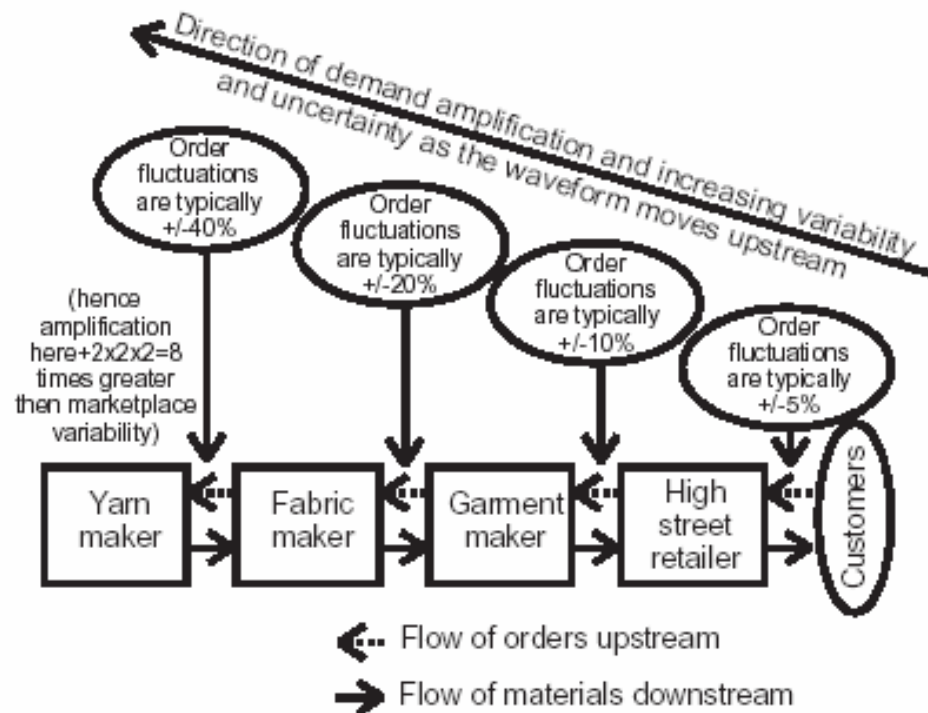 Direction of demand amplification and increasing variability
and uncertainty as the waveform moves upstream
Order
fluctuations
are typically
+/-40%
Order
fluctuations
are typically
+/-20%
Order
fluctuations
are typically
+/-10%
Order
fluctuations
are typically
+/-5%
(hence
amplification
here+2x2x2=8
times greater
then marketplace
variability)
Yarn
maker
Fabric
maker
Garment
maker
High
street
retailer
Customers
Flow of orders upstream
Flow of materials downstream